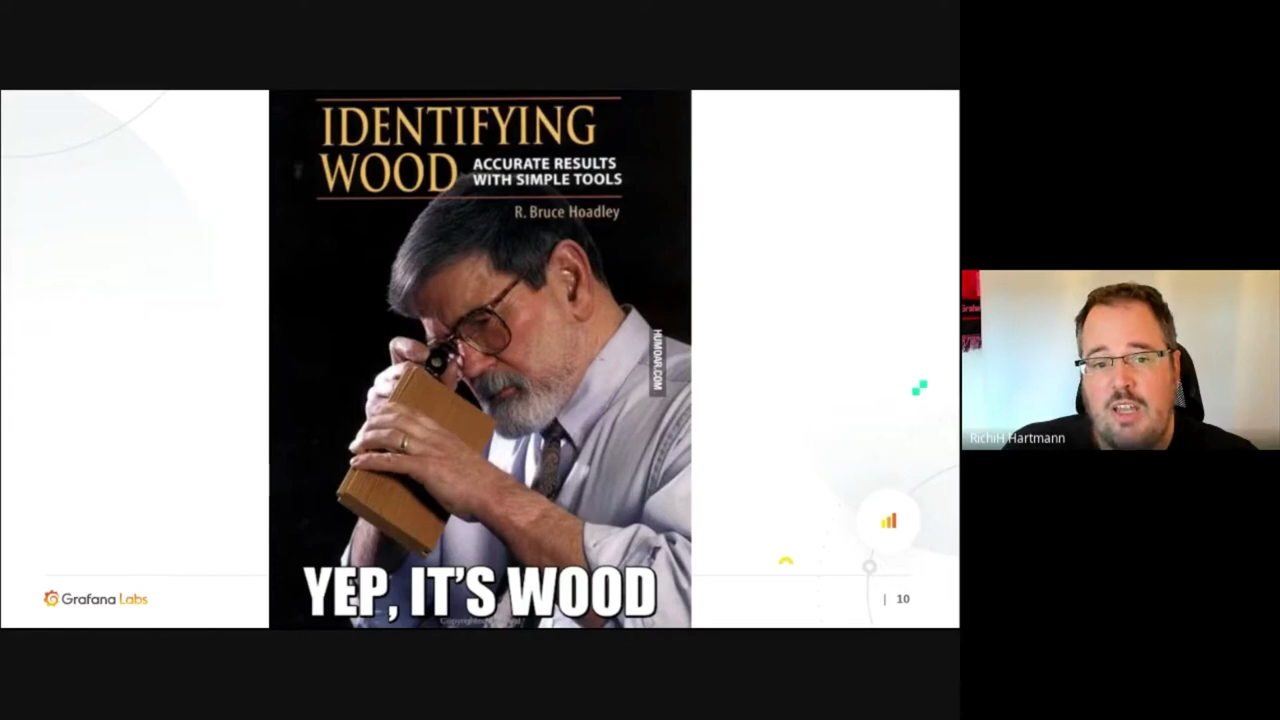 IDENTIFYING
WOOD
ACCURATE RESULTS
WITH SIMPLE TOOLS
R. Bruce Hoadley
HUMOAR.COM
YEP, IT'S WOOD
Grafana Labs
| 10
RichiH Hartmann